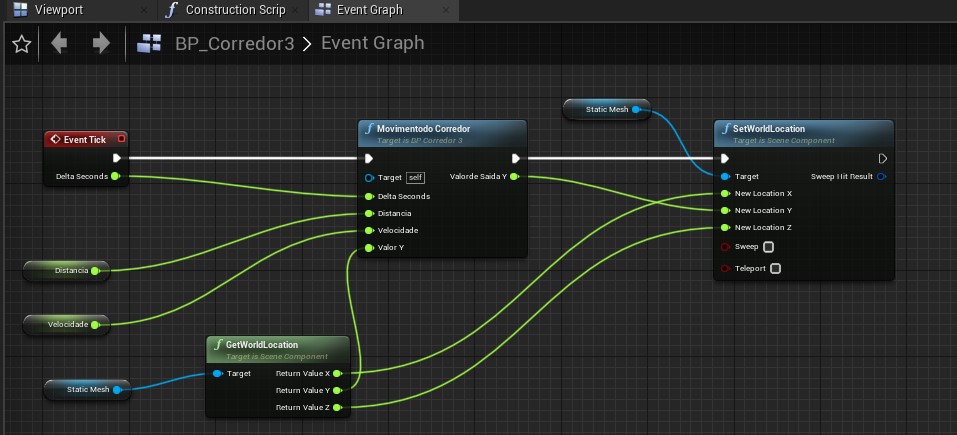 Viewport
Construction Scrip
Event Graph
BP_Corredor3 > Event Graph
Static Mesh
Event Tick
Delta Seconds
Movimentodo Corredor
Target is BP Corredor 3
Target self
Valorde Saida Y
Delta Seconds
Distancia
Velocidade
Valor Y
SetWorldLocation
Target is Scene Component
Target
Sweep Hit Result
New Location X
New Location Y
New Location Z
Sweep
Teleport
Distancia
Velocidade
GetWorldLocation
Target is Scene Component
Target
Return Value X
Return Value Y
Return Value Z
Static Mesh